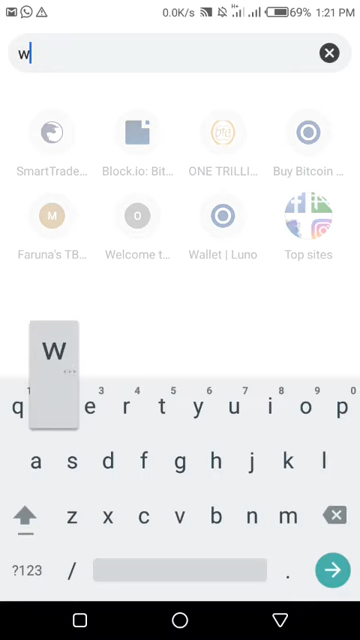 0.0K/s 69% 1:21 PM
w
SmartTrade... Block.io: Bit... ONE TRILLI... Buy Bitcoin ...
M O
Faruna's TB... Welcome t... Wallet | Luno Top sites
w
...
1 3 4 5 6 7 8 9 0
q e r t y u i o p
a s d f g h j k l
z x c v b n m
?123 / .